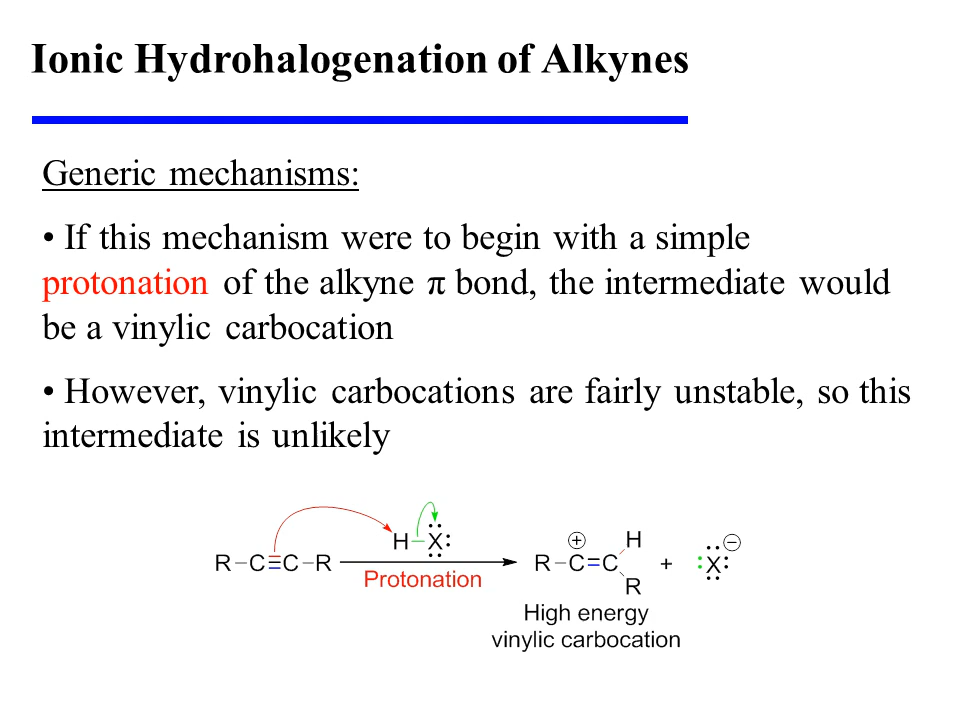 Ionic Hydrohalogenation of Alkynes
Generic mechanisms:
• If this mechanism were to begin with a simple
protonation of the alkyne π bond, the intermediate would
be a vinylic carbocation
• However, vinylic carbocations are fairly unstable, so this
intermediate is unlikely
R–C≡C–R
H–X
Protonation
R–C=C
+
H
R
+
X
–
High energy
vinylic carbocation